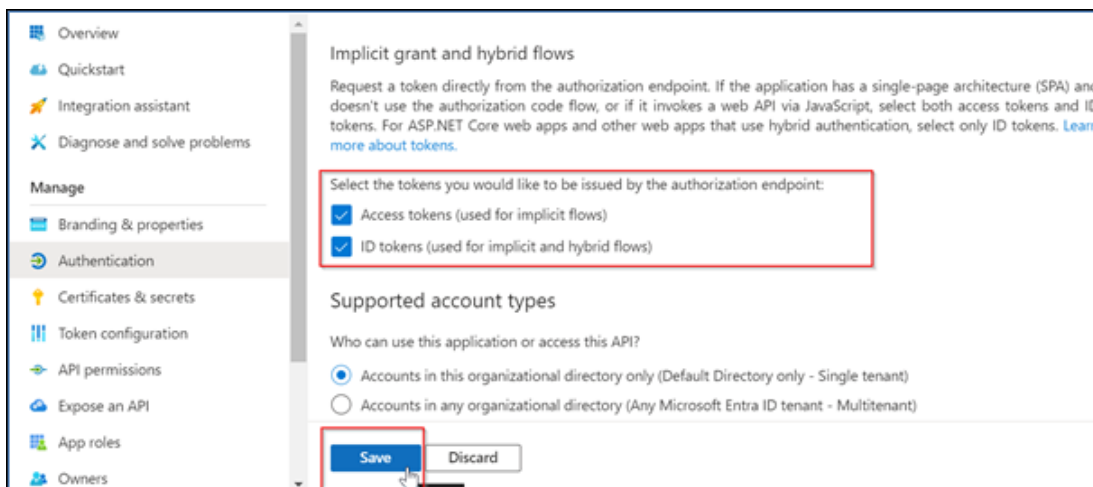 Overview
Quickstart
Integration assistant
Diagnose and solve problems
Manage
Branding & properties
Authentication
Certificates & secrets
Token configuration
API permissions
Expose an API
App roles
Owners
Implicit grant and hybrid flows
Request a token directly from the authorization endpoint. If the application has a single-page architecture (SPA) and
doesn't use the authorization code flow, or if it invokes a web API via JavaScript, select both access tokens and ID
tokens. For ASP.NET Core web apps and other web apps that use hybrid authentication, select only ID tokens. Learn
more about tokens.
Select the tokens you would like to be issued by the authorization endpoint:
Access tokens (used for implicit flows)
ID tokens (used for implicit and hybrid flows)
Supported account types
Who can use this application or access this API?
Accounts in this organizational directory only (Default Directory only - Single tenant)
Accounts in any organizational directory (Any Microsoft Entra ID tenant - Multitenant)
Save
Discard